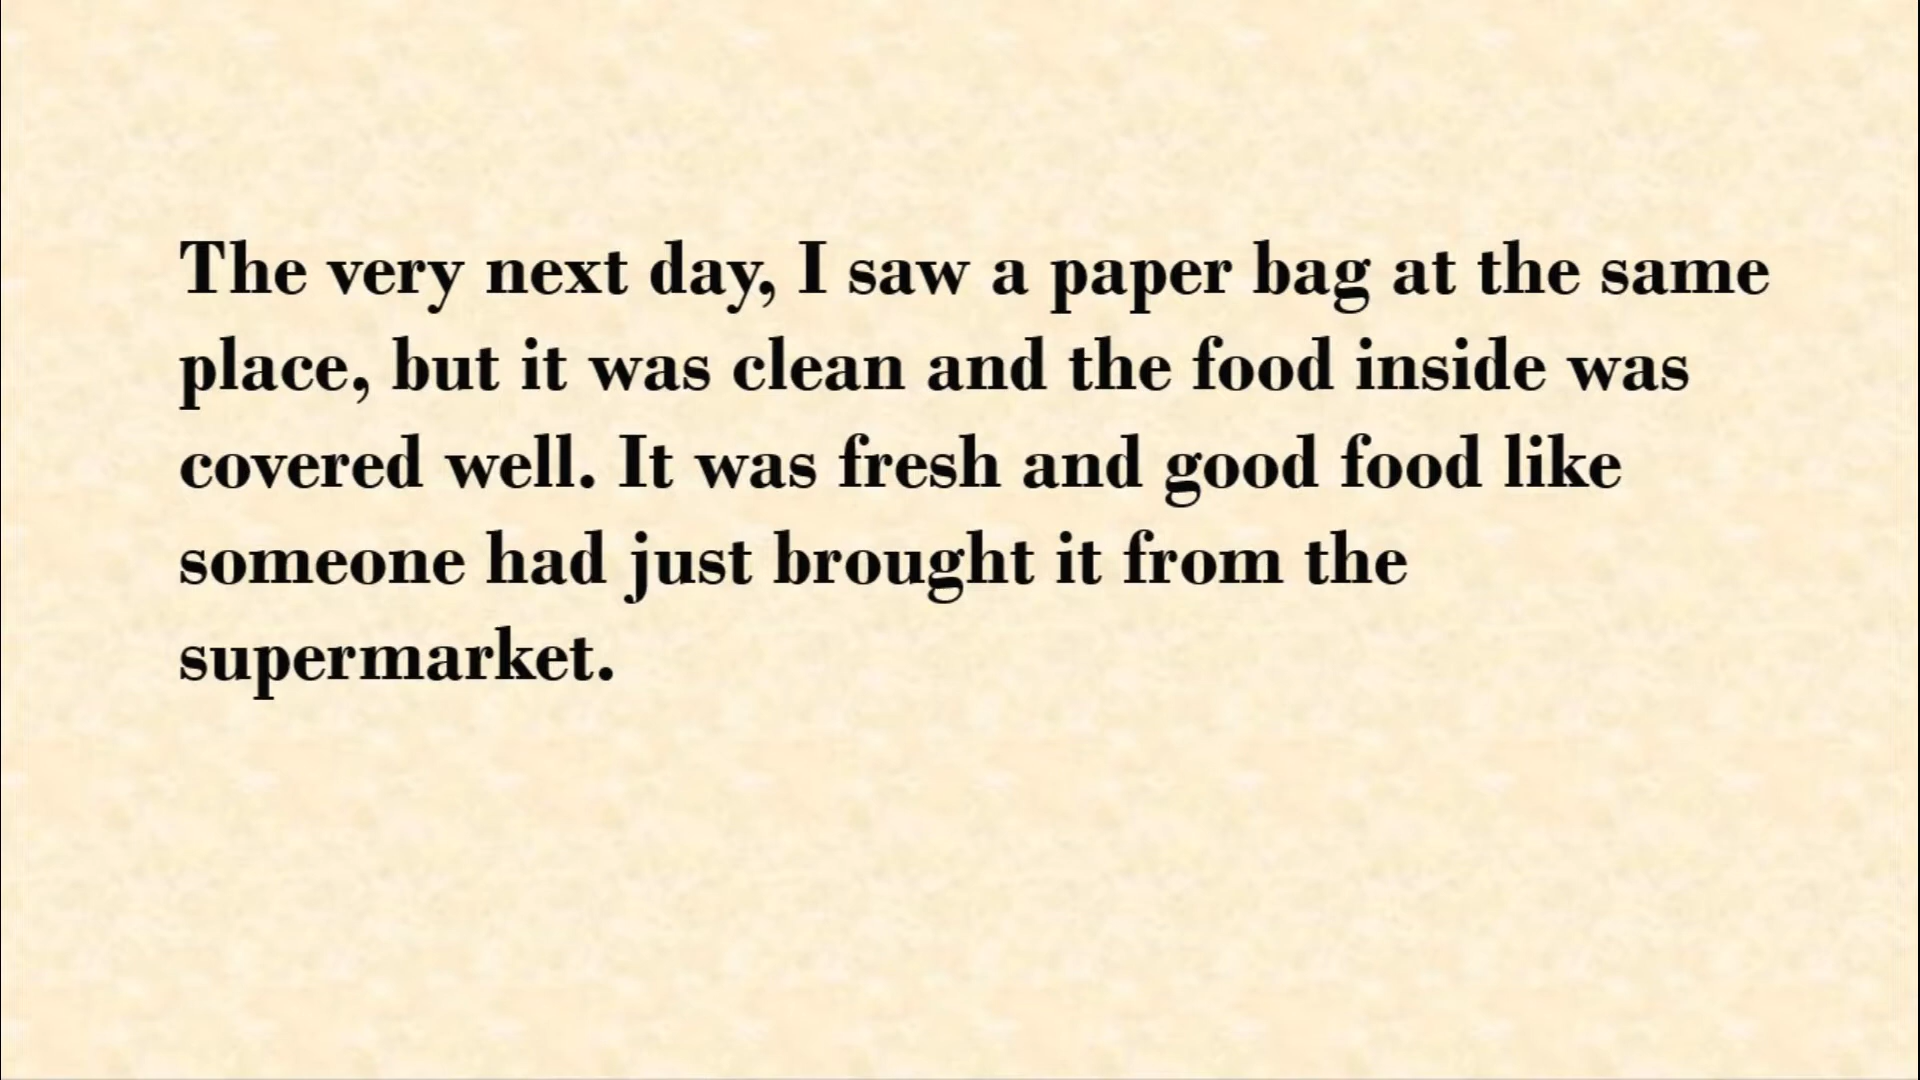 The very next day, I saw a paper bag at the same
place, but it was clean and the food inside was
covered well. It was fresh and good food like
someone had just brought it from the
supermarket.